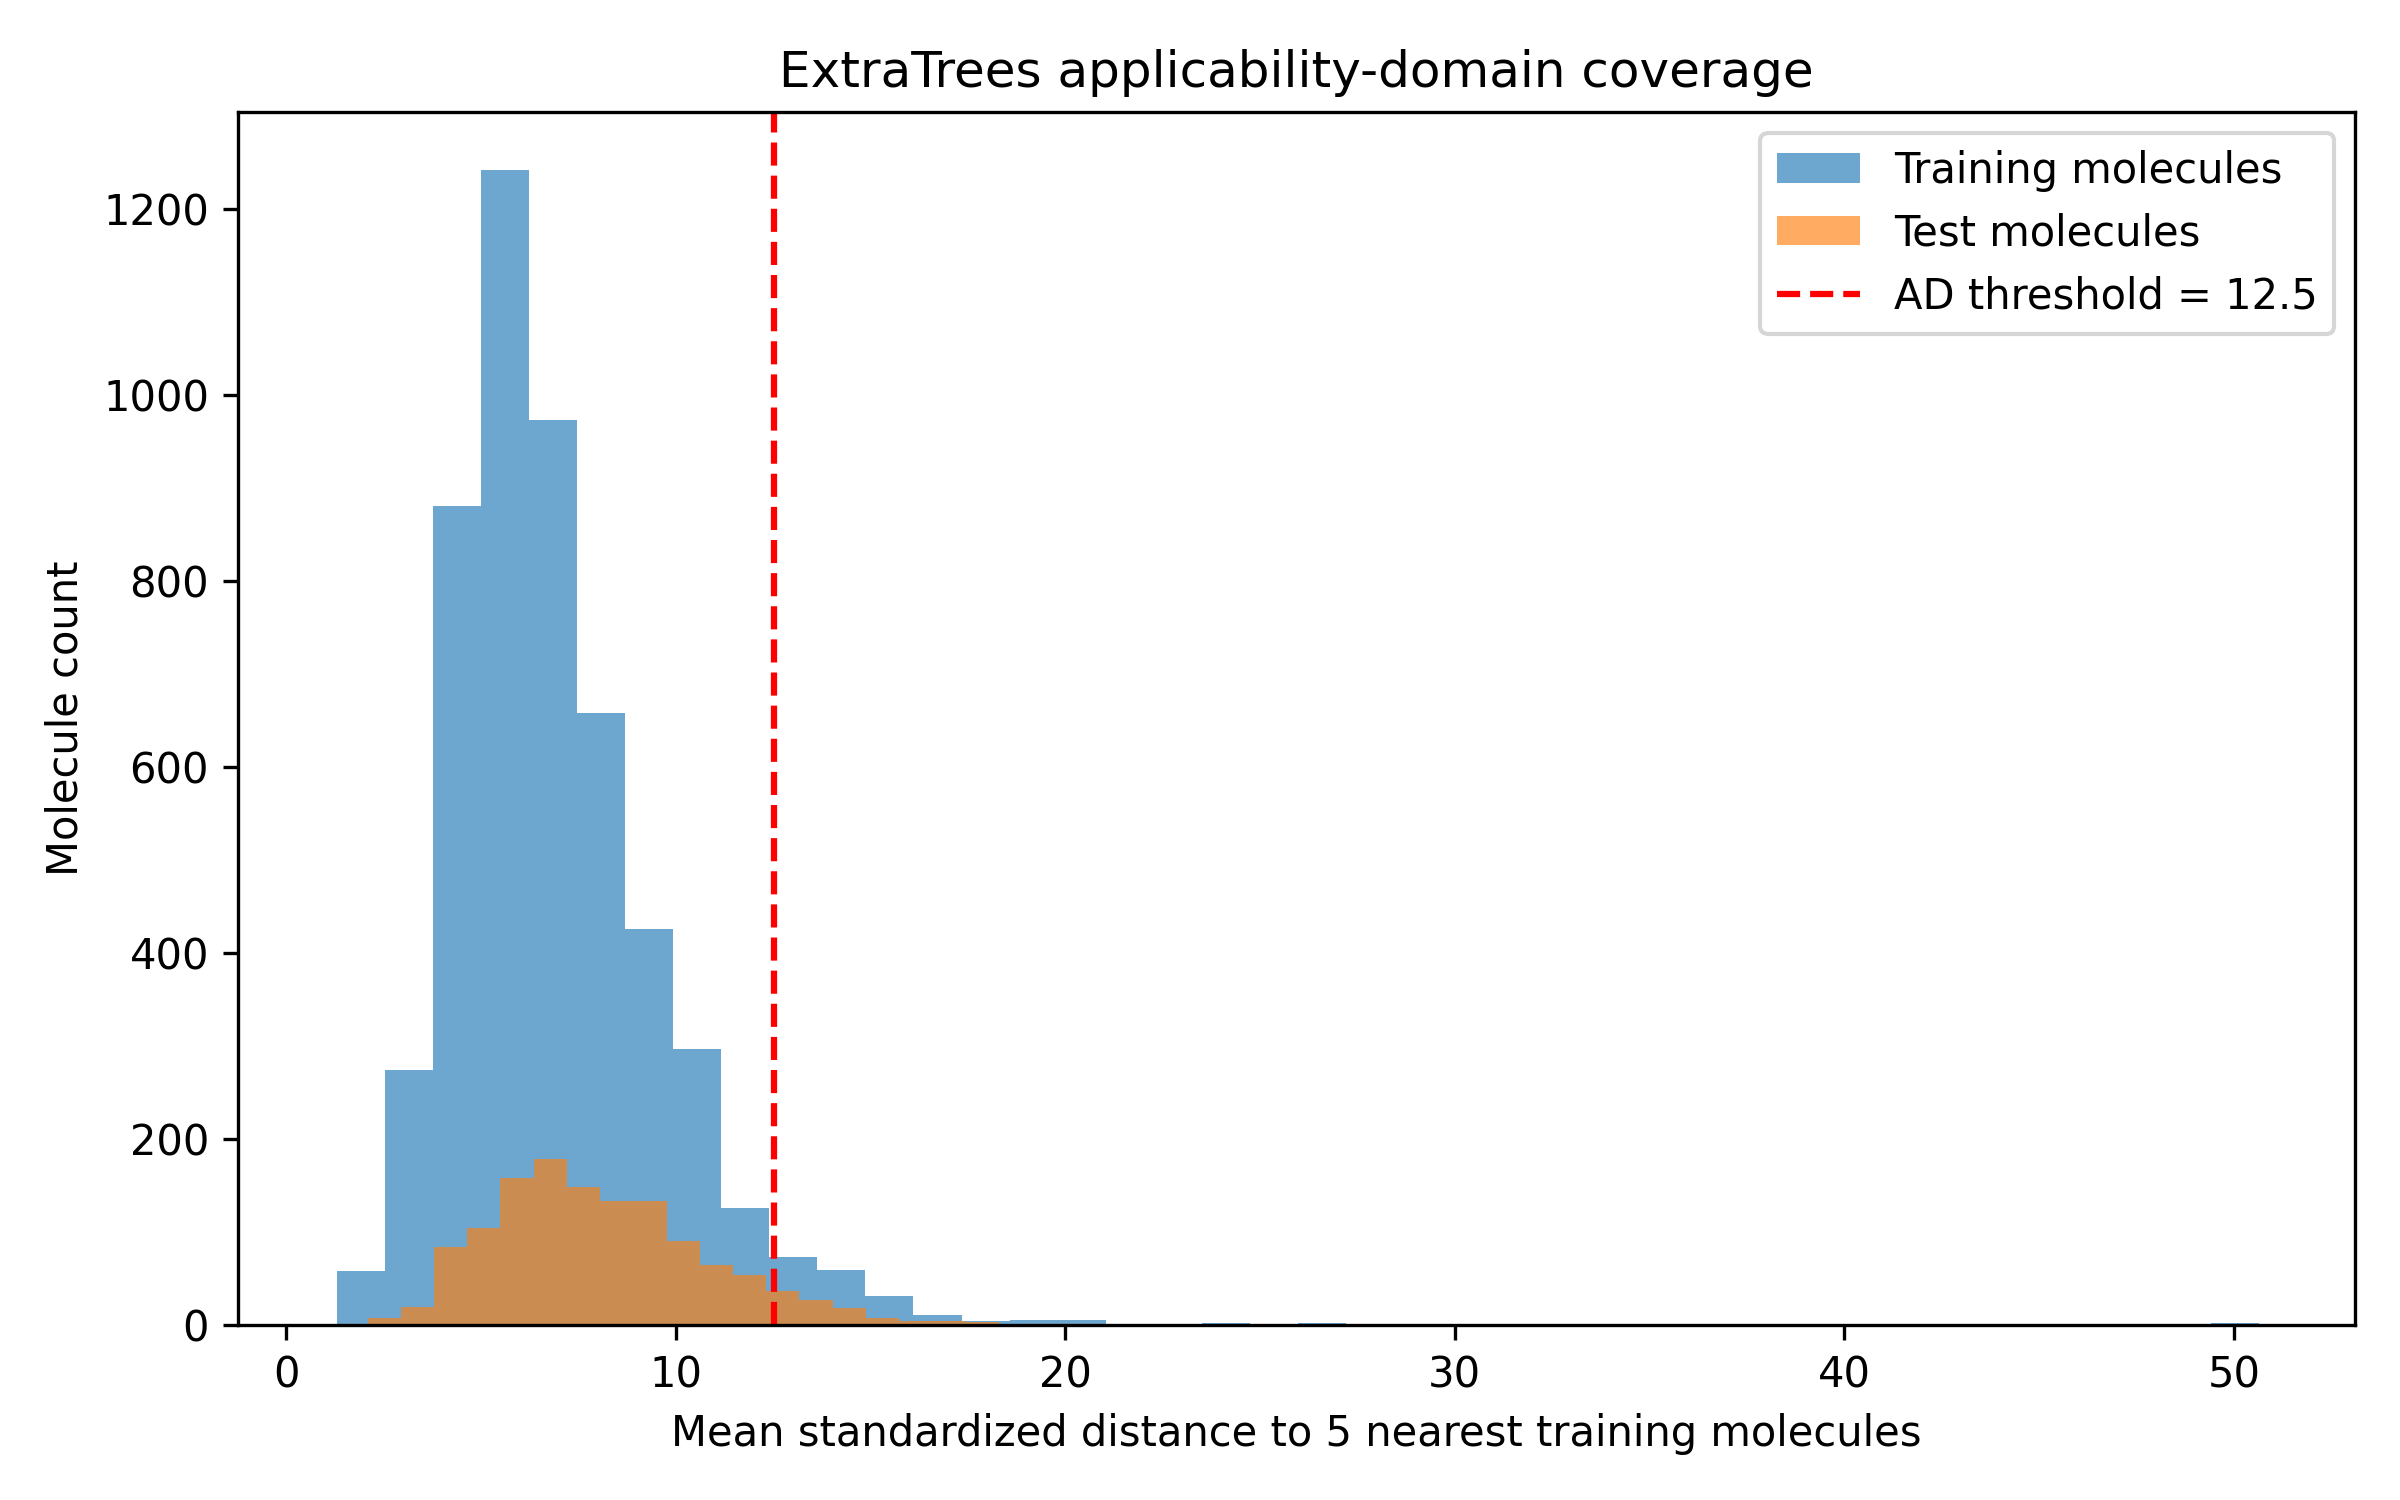 ExtraTrees applicability-domain coverage
Training molecules
Test molecules
AD threshold = 12.5
Molecule count
1200
1000
800
600
400
200
0
0 10 20 30 40 50
Mean standardized distance to 5 nearest training molecules